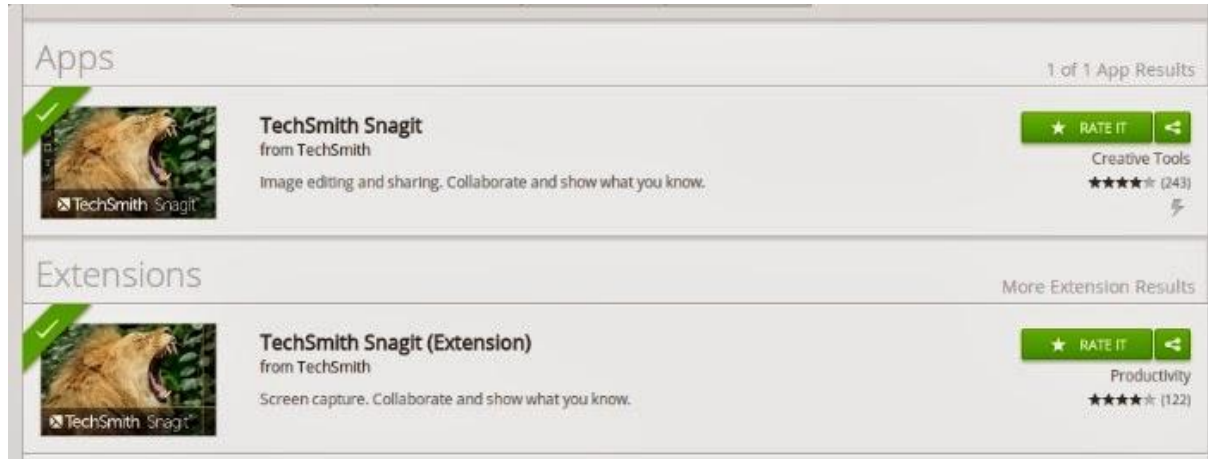 Apps
1 of 1 App Results
TechSmith Snagit
from TechSmith
Image editing and sharing. Collaborate and show what you know.
TechSmith Snagit
RATE IT
Creative Tools
(243)
Extensions
More Extension Results
TechSmith Snagit (Extension)
from TechSmith
Screen capture. Collaborate and show what you know.
TechSmith Snagit
RATE IT
Productivity
(122)